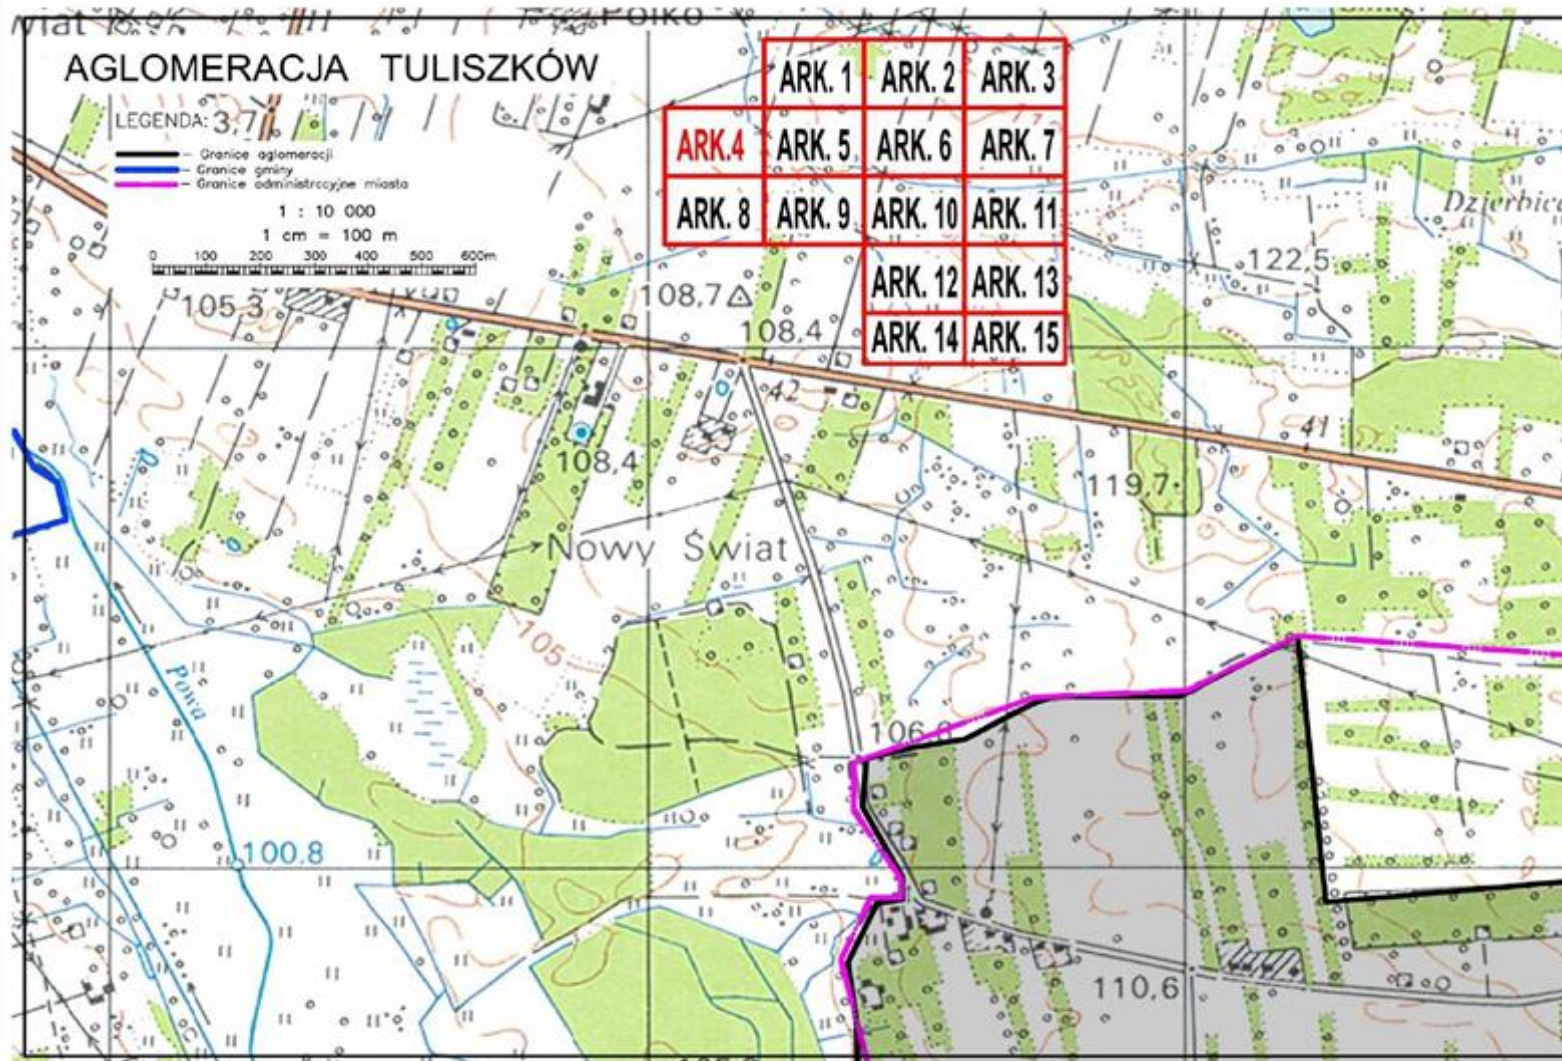 AGLOMERACJA TULISZKÓW
LEGENDA: 3,7
Granice aglomeracji
Granice gminy
Granice administracyjne miasta
1 : 10 000
1 cm = 100 m
0 100 200 300 400 500 600m
ARK. 1 ARK. 2 ARK. 3
ARK.4 ARK. 5 ARK. 6 ARK. 7
ARK. 8 ARK. 9 ARK. 10 ARK. 11
ARK. 12 ARK. 13
ARK. 14 ARK. 15
122,5
105,3
108,7
108,4
42
41
108,4
119,7
Nowy Świat
105
Powa
100.8
110,6